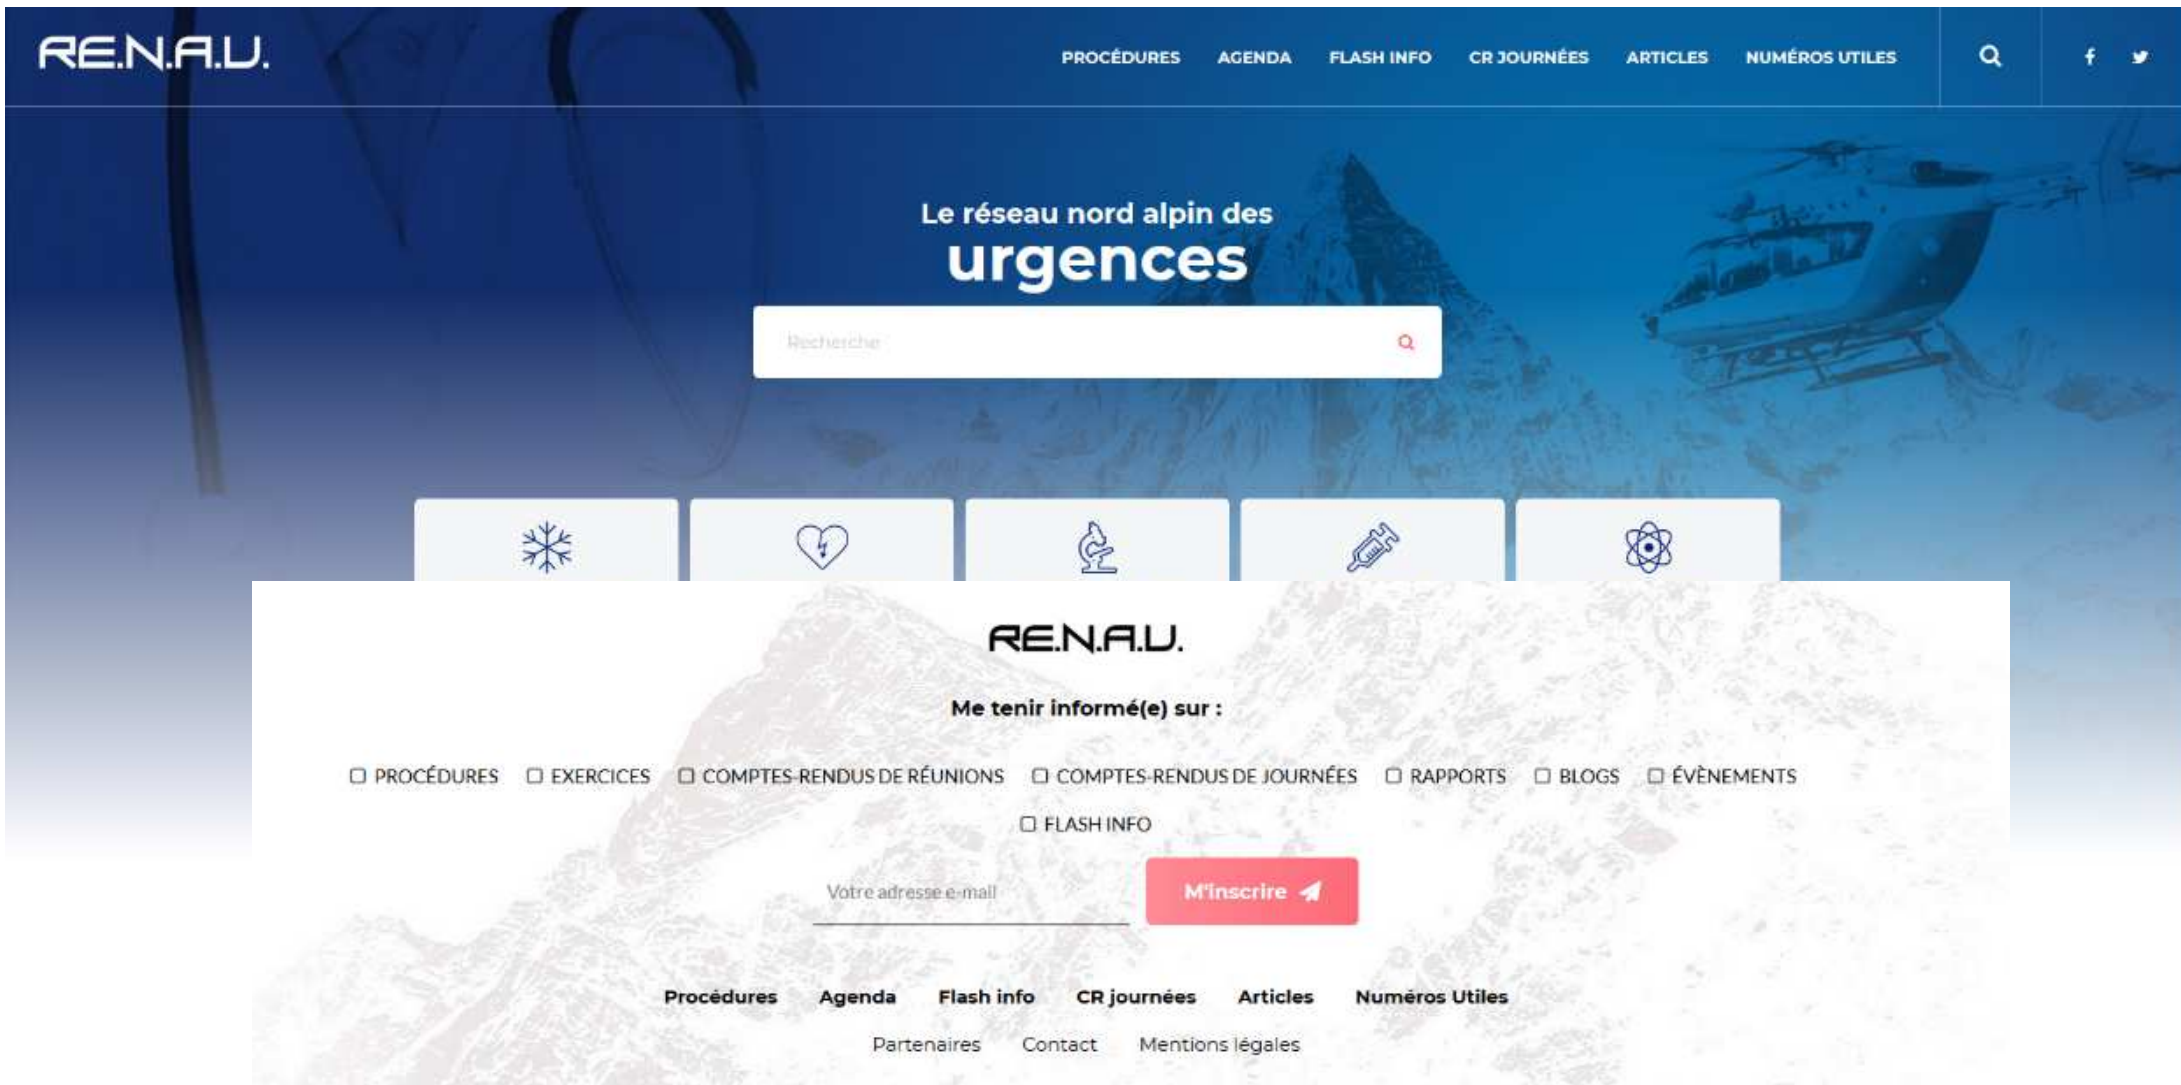 RE.N.A.U.
PROCÉDURES AGENDA FLASH INFO CR JOURNÉES ARTICLES NUMÉROS UTILES
Le réseau nord alpin des
urgences
Recherche
RE.N.A.U.
Me tenir informé(e) sur :
PROCÉDURES EXERCICES COMPTES-RENDUS DE RÉUNIONS COMPTES-RENDUS DE JOURNÉES RAPPORTS BLOGS ÉVÈNEMENTS
FLASH INFO
Votre adresse e-mail M'inscrire
Procédures Agenda Flash info CR journées Articles Numéros Utiles
Partenaires Contact Mentions légales